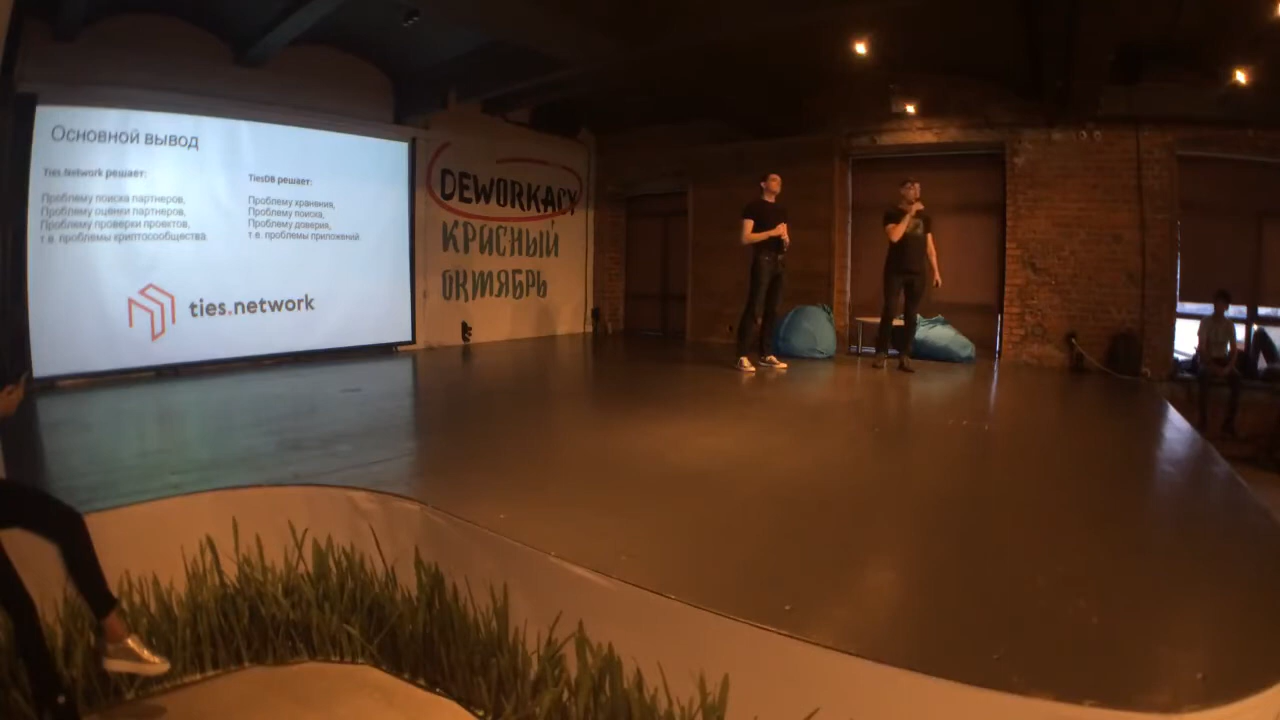 Основной вывод
Ties.Network решает:
Проблему поиска партнеров,
Проблему оценки партнеров,
Проблему проверки проектов,
т.е. проблемы криптосообщества.
TiesDB решает:
Проблему хранения,
Проблему поиска,
Проблему доверия,
т.е. проблемы приложений.
ties.network
DEWORKACY
КРАСНЫЙ
ОКТЯБРЬ